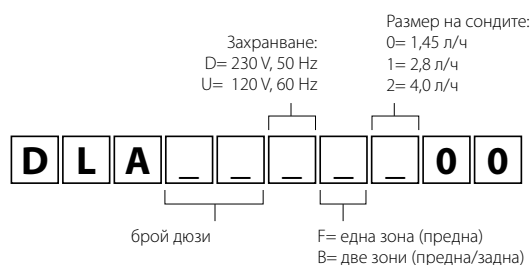 Размер на сондите:
0= 1,45 л/ч
1= 2,8 л/ч
2= 4,0 л/ч
Захранване:
D= 230 V, 50 Hz
U= 120 V, 60 Hz
D L A _ _ _ _ _ 0 0
брой дюзи
F= една зона (предна)
B= две зони (предна/задна)